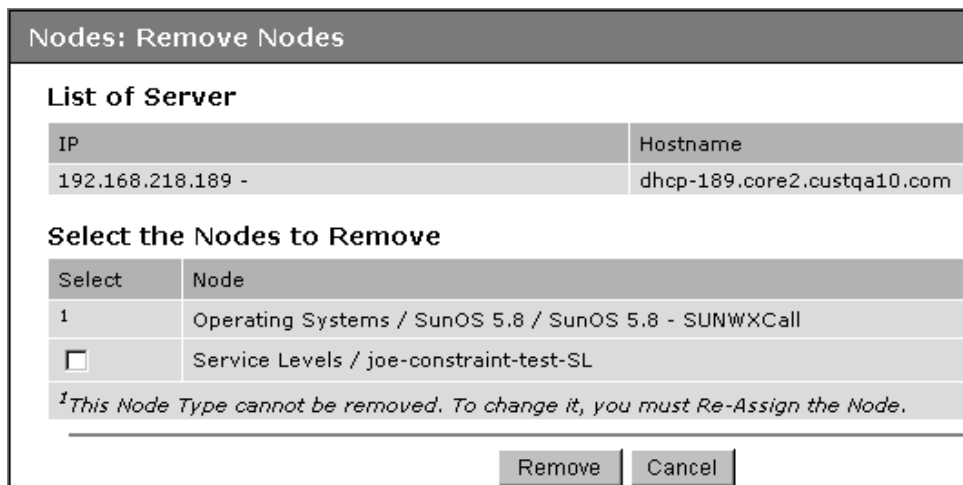 Nodes: Remove Nodes
List of Server
IP Hostname
192.168.218.189 - dhcp-189.core2.custqa10.com
Select the Nodes to Remove
Select Node
1 Operating Systems / SunOS 5.8 / SunOS 5.8 - SUNWXCall
Service Levels / joe-constraint-test-SL
1This Node Type cannot be removed. To change it, you must Re-Assign the Node.
Remove Cancel